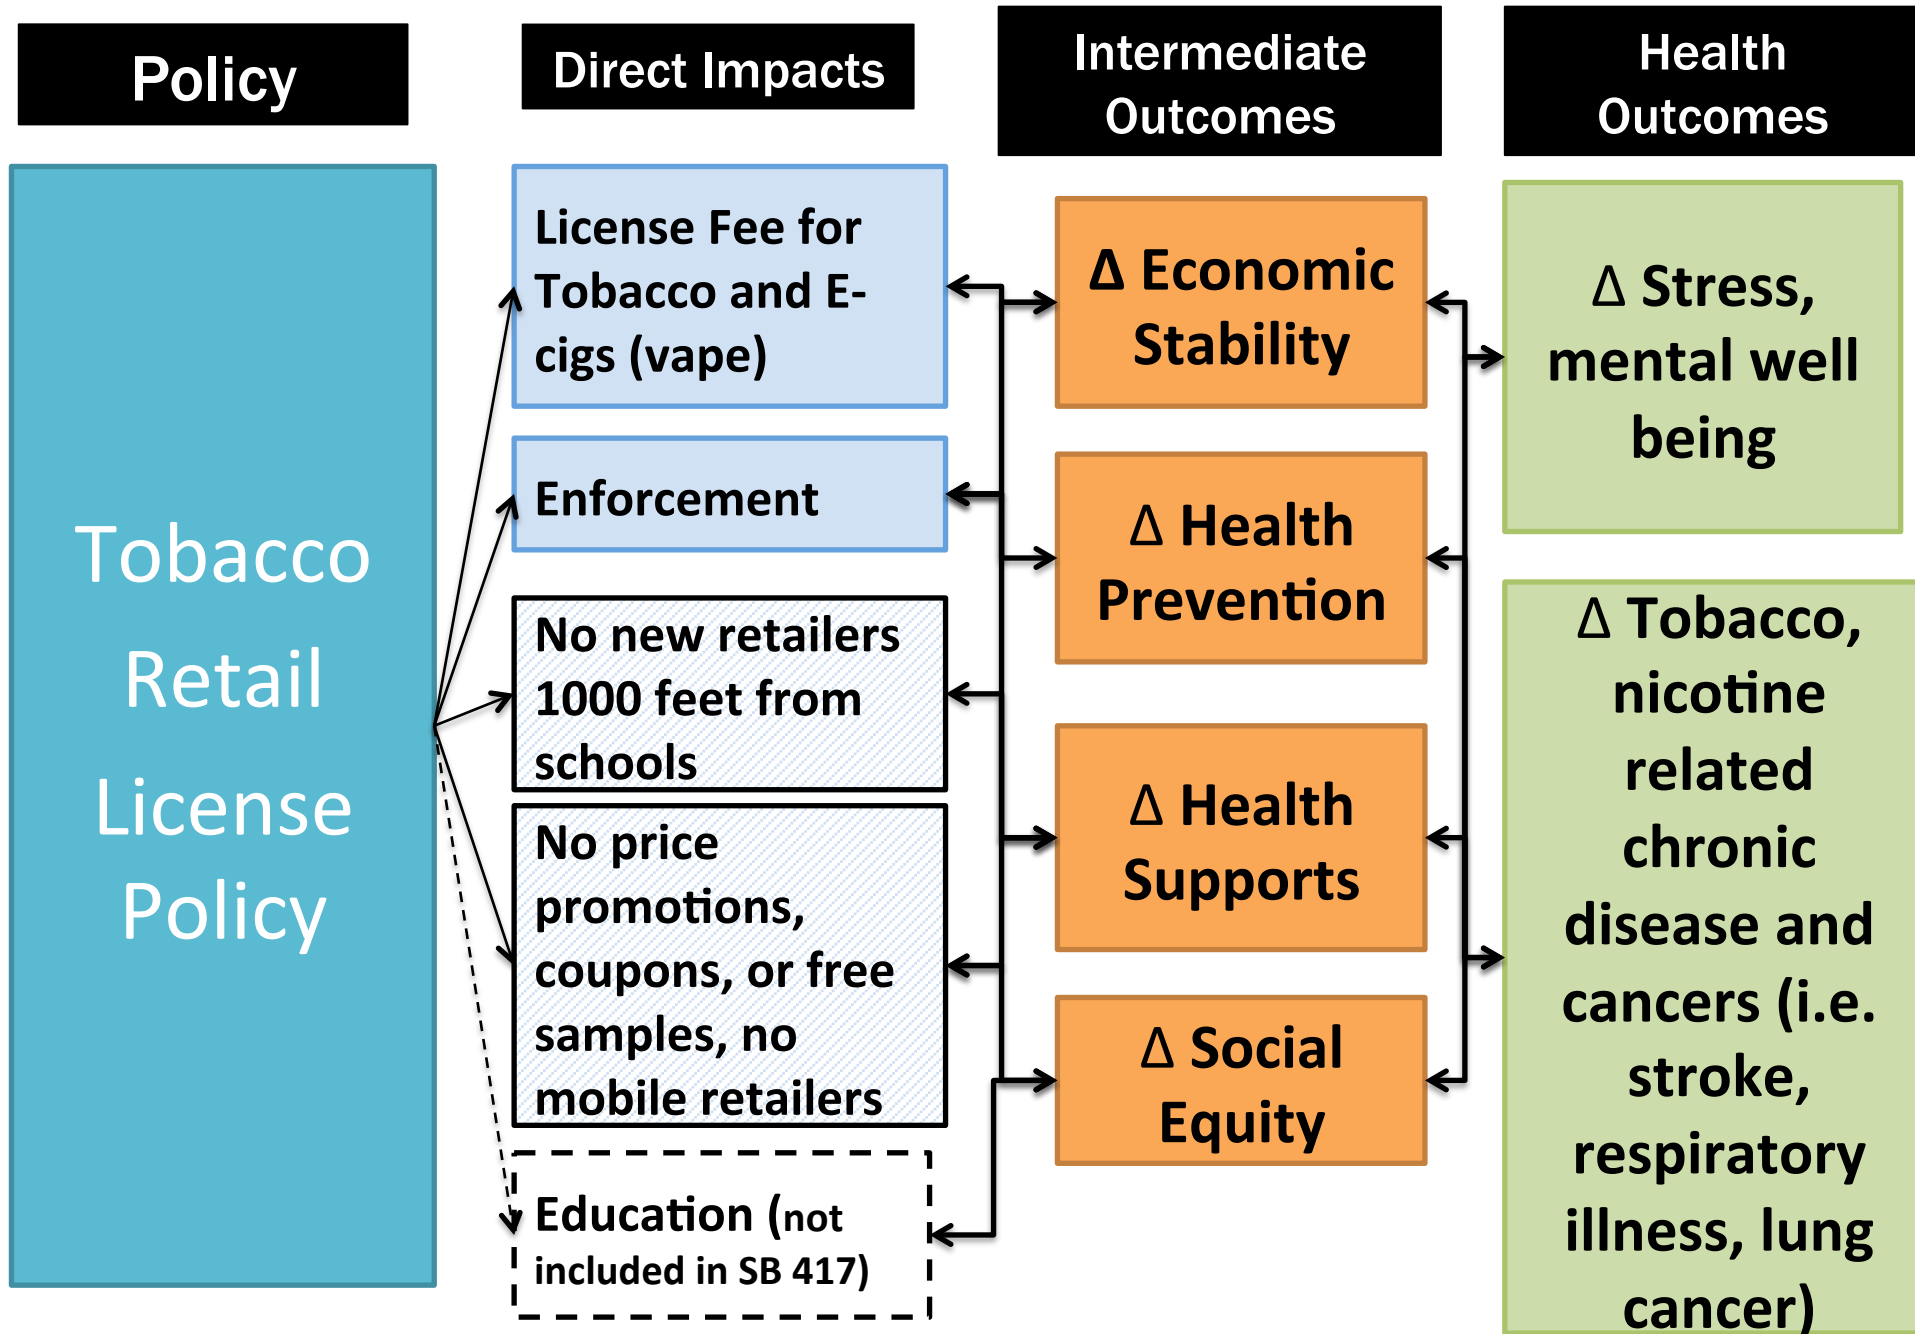 Policy
Direct Impacts
Intermediate
Outcomes
Health
Outcomes
Tobacco
Retail
License
Policy
License Fee for
Tobacco and E-
cigs (vape)
Enforcement
No new retailers
1000 feet from
schools
No price
promotions,
coupons, or free
samples, no
mobile retailers
Education (not
included in SB 417)
Δ Economic
Stability
Δ Health
Prevention
Δ Health
Supports
Δ Social
Equity
Δ Stress,
mental well
being
Δ Tobacco,
nicotine
related
chronic
disease and
cancers (i.e.
stroke,
respiratory
illness, lung
cancer)